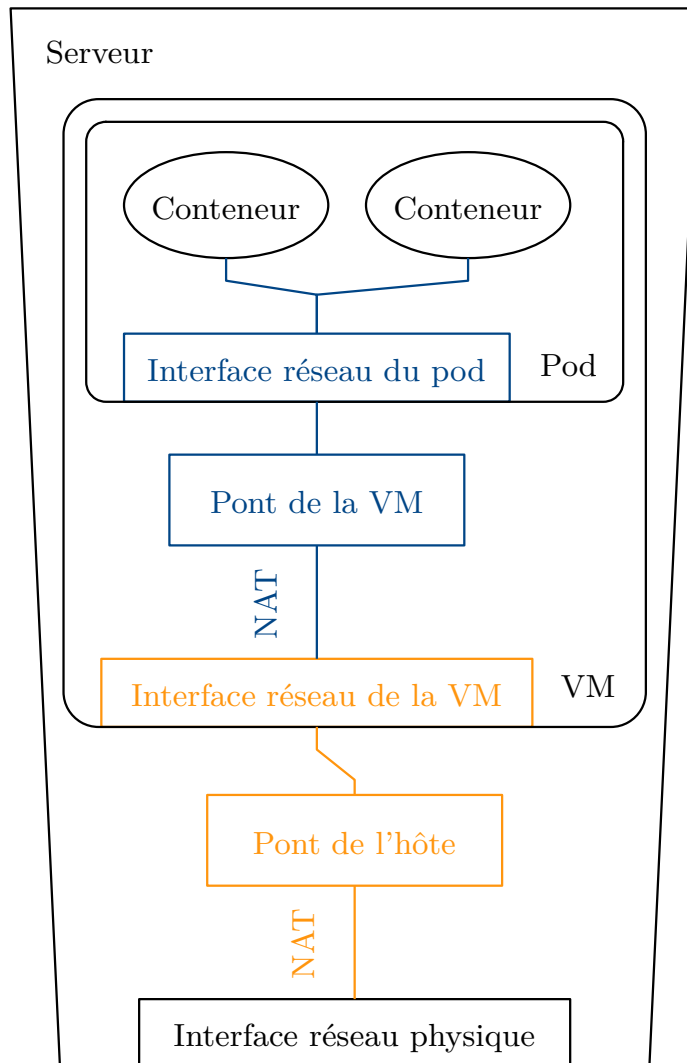 Serveur
Conteneur
Conteneur
Interface réseau du pod
Pod
Pont de la VM
NAT
Interface réseau de la VM
VM
Pont de l'hôte
NAT
Interface réseau physique